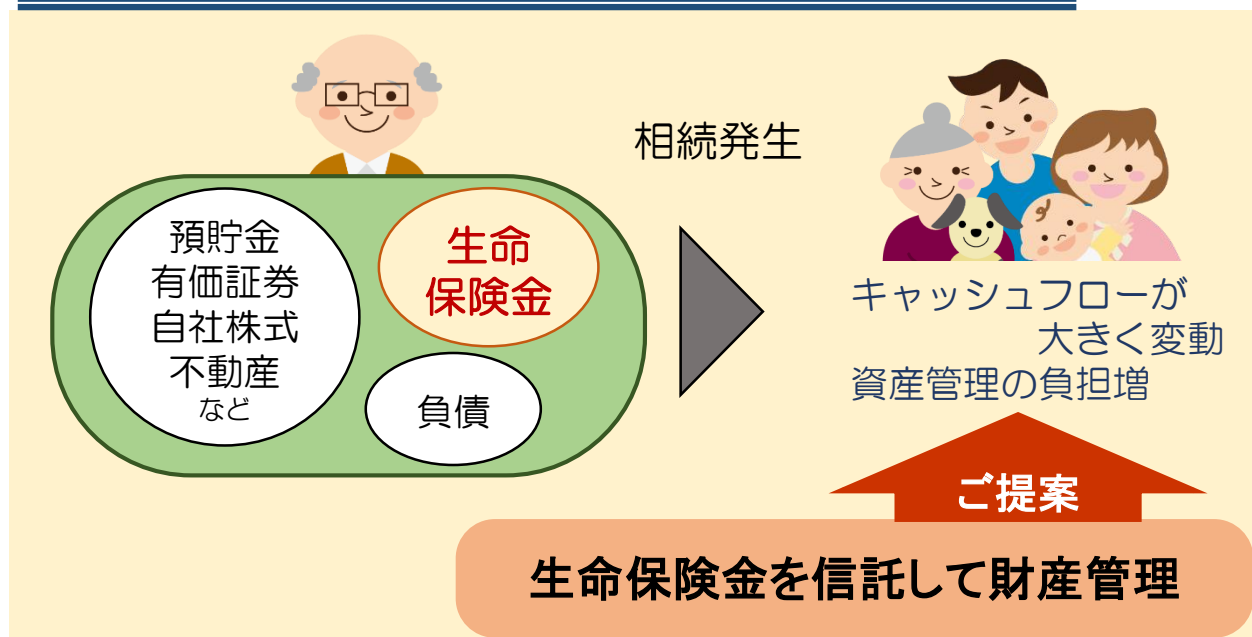 相続発生
預貯金
有価証券
自社株式
不動産
など
生命
保険金
負債
キャッシュフローが
大きく変動
資産管理の負担増
ご提案
生命保険金を信託して財産管理